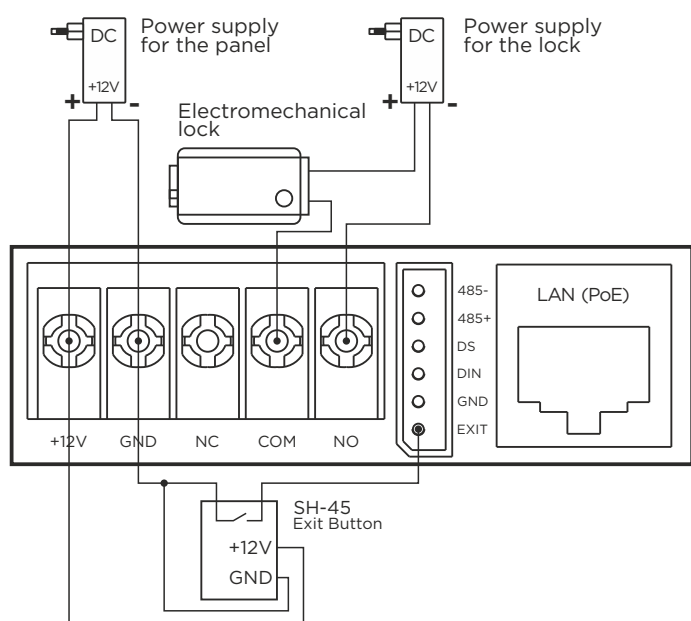 Power supply
for the panel
DC
+12V
+ -
Power supply
for the lock
DC
+12V
+ -
Electromechanical
lock
485-
485+
DS
DIN
GND
EXIT
LAN (PoE)
+12V GND NC COM NO
SH-45
Exit Button
+12V
GND